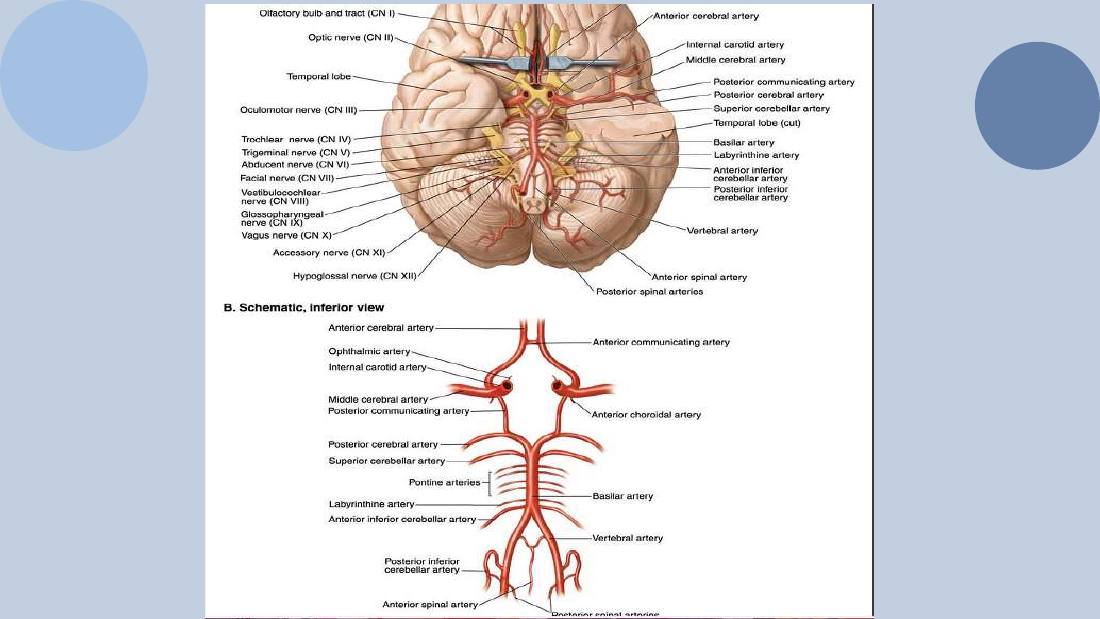 Olfactory bulb and tract (CN I)
Optic nerve (CN II)
Temporal lobe
Oculomotor nerve (CN III)
Trochlear nerve (CN IV)
Trigeminal nerve (CN V)
Abducent nerve (CN VI)
Facial nerve (CN VII)
Vestibulocochlear
nerve (CN VIII)
Glossopharyngeal
nerve (CN IX)
Vagus nerve (CN X)
Accessory nerve (CN XI)
Hypoglossal nerve (CN XII)
Anterior cerebral artery
Internal carotid artery
Middle cerebral artery
Posterior communicating artery
Posterior cerebral artery
Superior cerebellar artery
Temporal lobe (cut)
Basilar artery
Labyrinthine artery
Anterior inferior
cerebellar artery
Posterior inferior
cerebellar artery
Vertebral artery
Anterior spinal artery
Posterior spinal arteries
B. Schematic, inferior view
Anterior cerebral artery
Ophthalmic artery
Internal carotid artery
Middle cerebral artery
Posterior communicating artery
Posterior cerebral artery
Superior cerebellar artery
Pontine arteries
Labyrinthine artery
Anterior inferior cerebellar artery
Posterior inferior
cerebellar artery
Anterior spinal artery
Anterior communicating artery
Anterior choroidal artery
Basilar artery
Vertebral artery
Posterior spinal arteries